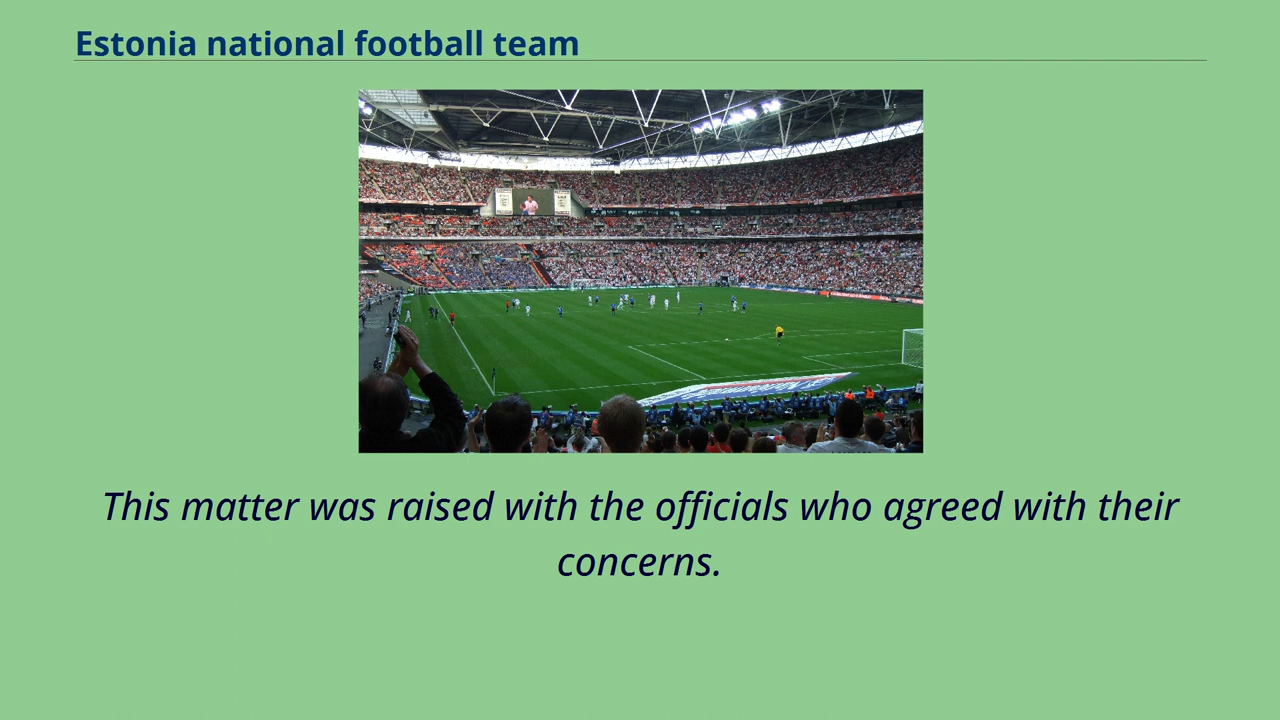 Estonia national football team
This matter was raised with the officials who agreed with their
concerns.